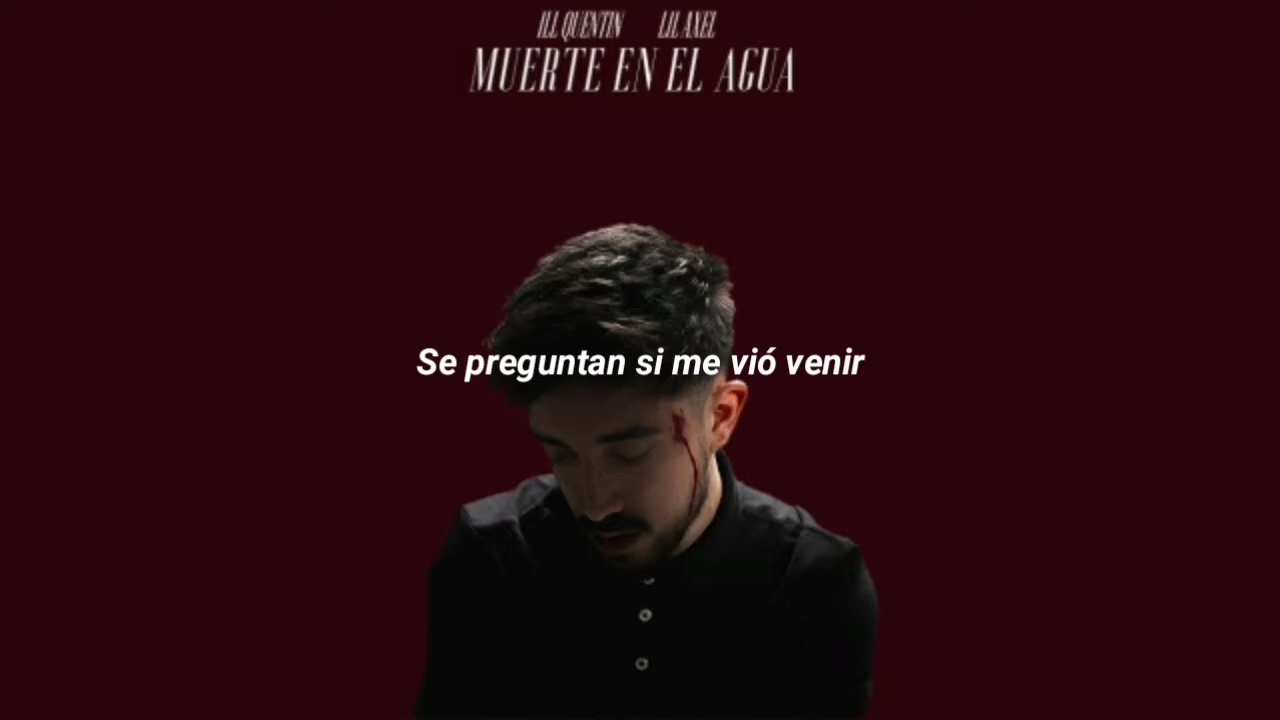 ILL QUENTIN LIL AXEL
MUERTE EN EL AGUA
Se preguntan si me vió venir